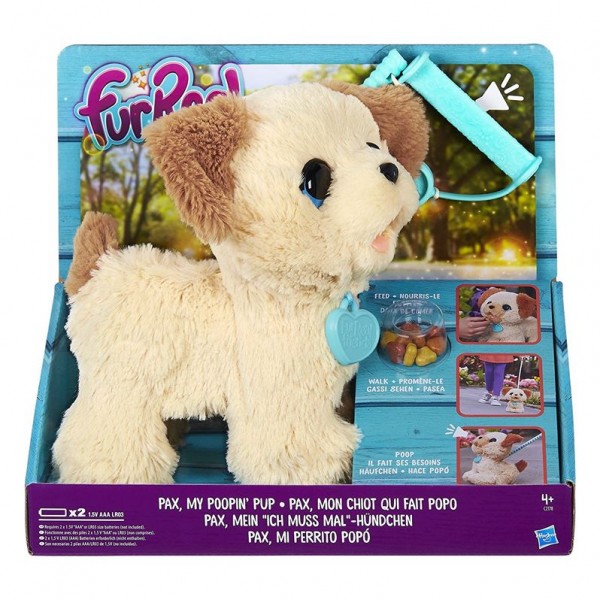 furReal
FEED • NOURRIS-LE
WALK • PROMÈNE-LE
GASSI GEHEN • PASEA
POOP
IL FAIT SES BESOINS
HÄUFCHEN • HACE POPÓ
x2 1.5V AAA LR03
PAX, MY POOPIN' PUP • PAX, MON CHIOT QUI FAIT POPO
PAX, MEIN "ICH MUSS MAL"-HÜNDCHEN
PAX, MI PERRITO POPÓ
4+
Hasbro